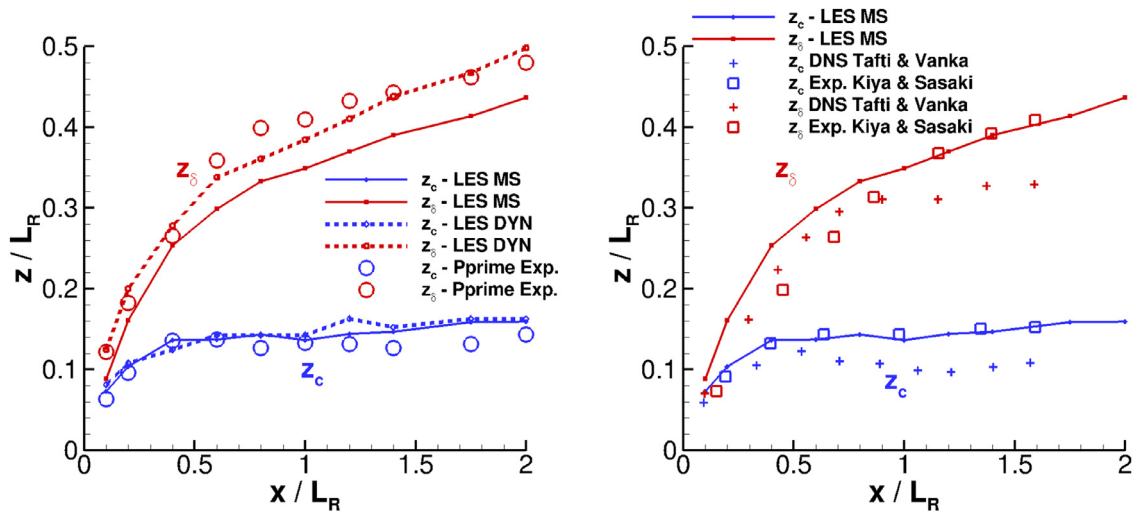 0.5
0.4
0.3
0.2
0.1
0
z / L_R
z_δ
z_c - LES MS
z_δ - LES MS
z_c - LES DYN
z_δ - LES DYN
z_c - Pprime Exp.
z_δ - Pprime Exp.
z_c
0 0.5 1 1.5 2
x / L_R
z_c - LES MS
z_δ - LES MS
z_c DNS Tafti & Vanka
z_c Exp. Kiya & Sasaki
z_δ DNS Tafti & Vanka
z_δ Exp. Kiya & Sasaki
0.5
0.4
0.3
0.2
0.1
0
z / L_R
z_δ
z_c
0 0.5 1 1.5 2
x / L_R